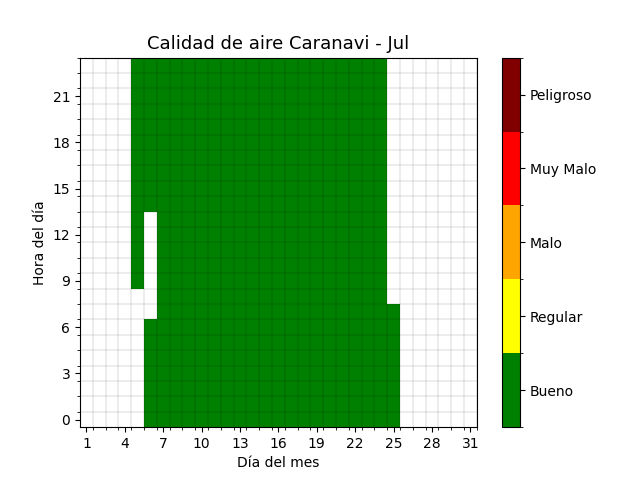 Calidad de aire Caranavi - Jul
Peligroso
Muy Malo
Malo
Regular
Bueno
Hora del día
21
18
15
12
9
6
3
0
1 4 7 10 13 16 19 22 25 28 31
Día del mes